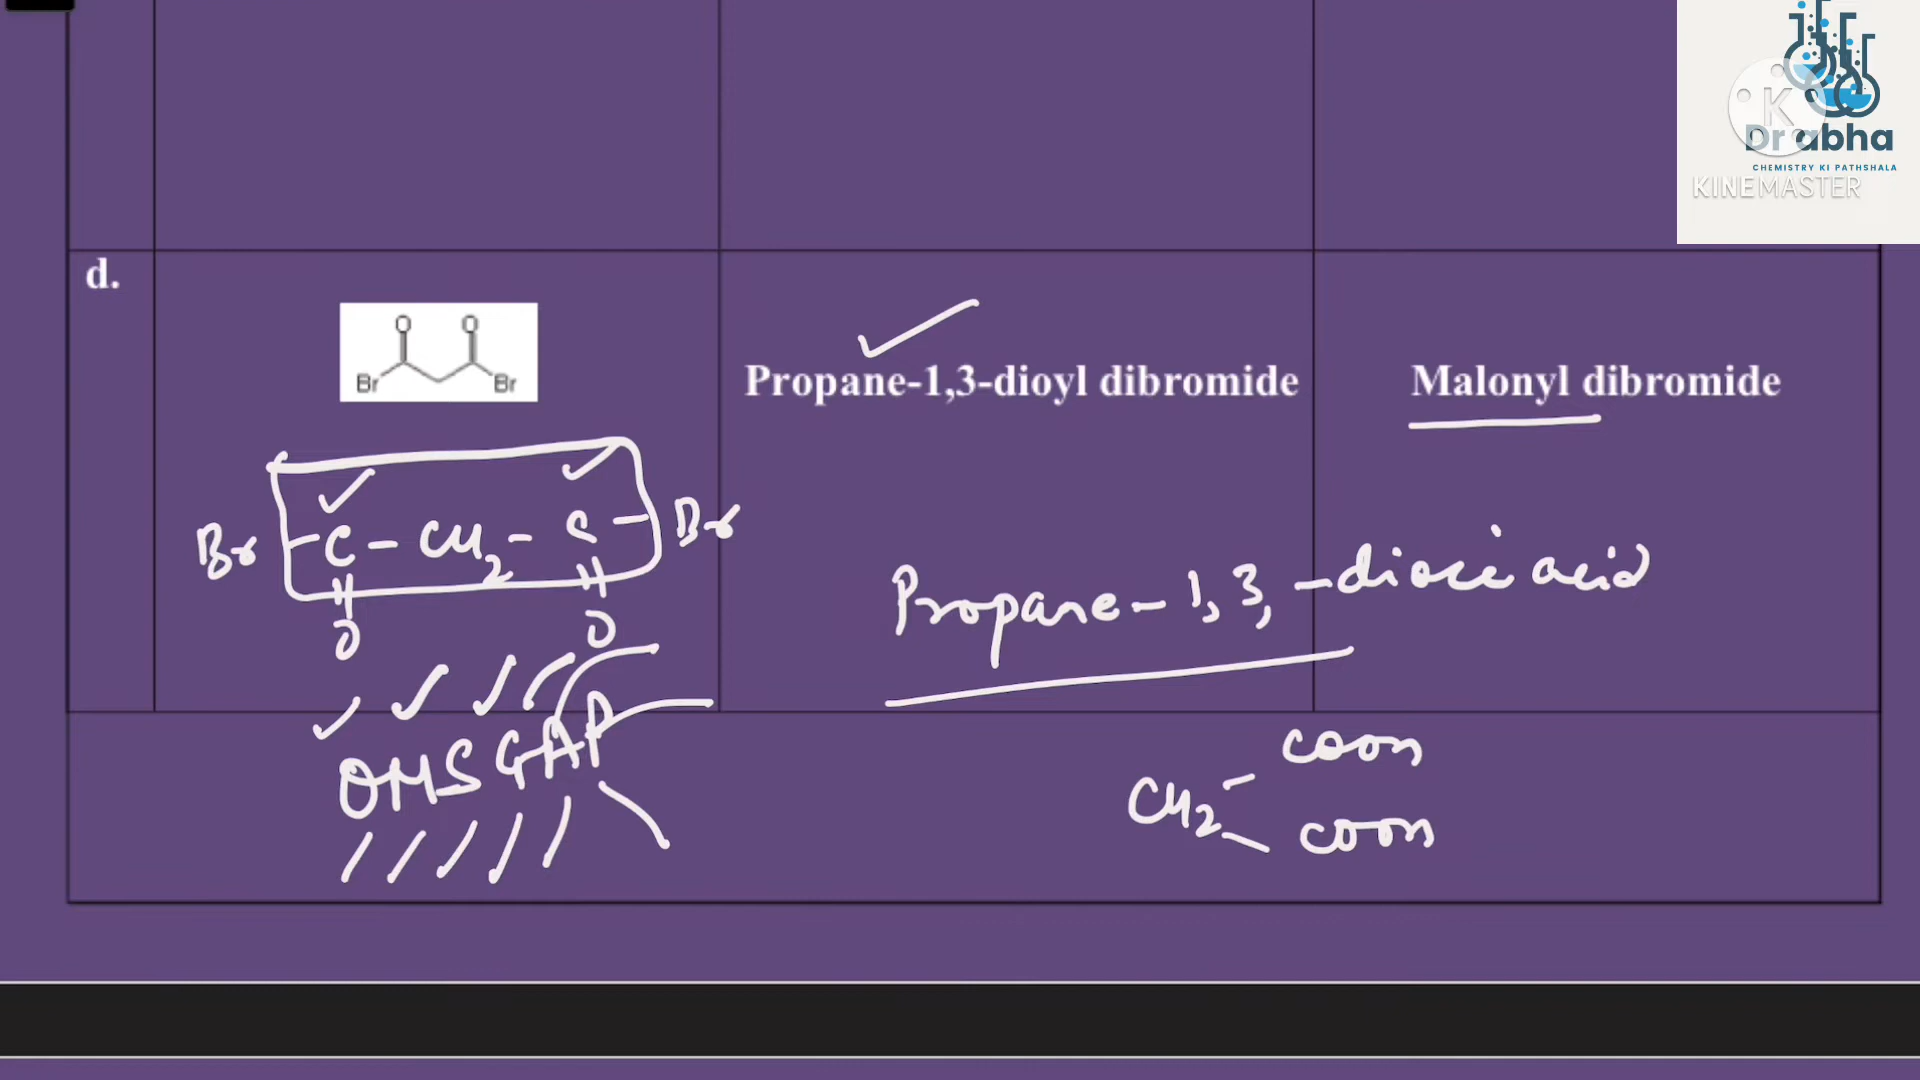 Dr abha
CHEMISTRY KI PATHSHALA
K
KINEMASTER
d.
O O
Br Br
Propane-1,3-dioyl dibromide
Malonyl dibromide
Br - C - CH2 - C - Br
O O
Propane - 1, 3, - dioic acid
OMSGAP
COOH
CH2
COOH